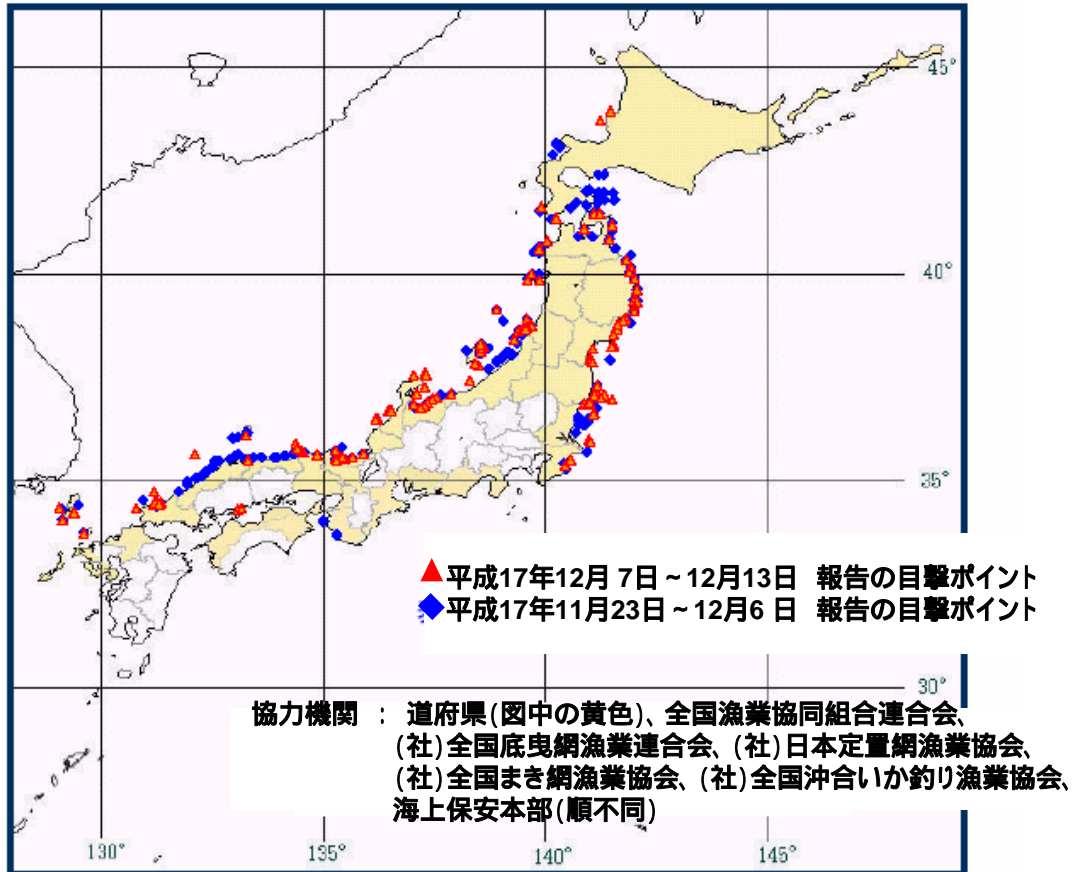 45°
40°
35°
平成17年12月 7日～12月13日 報告の目撃ポイント
平成17年11月23日～12月6 日 報告の目撃ポイント
30°
協力機関 ： 道府県(図中の黄色)、全国漁業協同組合連合会、
(社)全国底曳網漁業連合会、(社)日本定置網漁業協会、
(社)全国まき網漁業協会、(社)全国沖合いか釣り漁業協会、
海上保安本部(順不同)
130° 135° 140° 145°